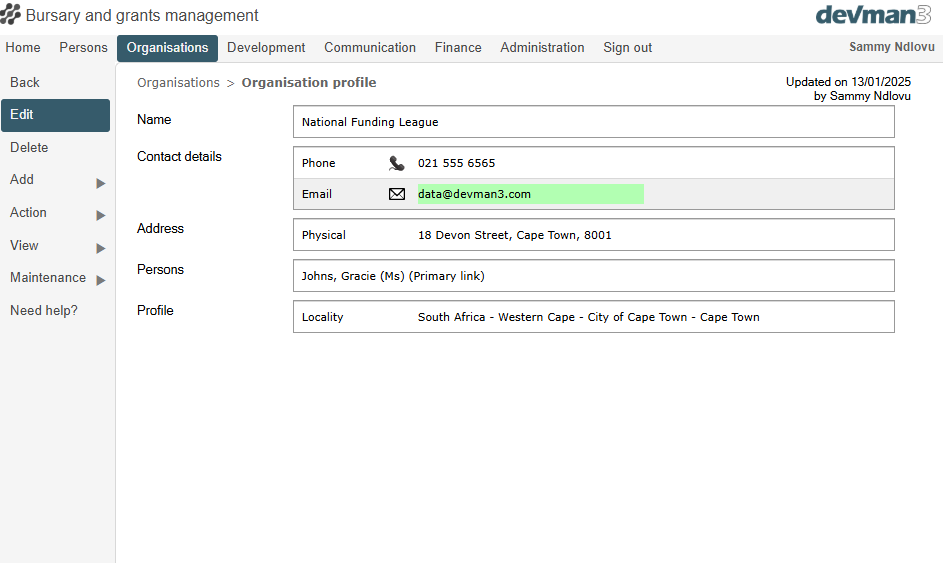 Bursary and grants management
devman3
Home Persons Organisations Development Communication Finance Administration Sign out Sammy Ndlovu
Back
Edit
Delete
Add
Action
View
Maintenance
Need help?
Organisations > Organisation profile
Updated on 13/01/2025
by Sammy Ndlovu
Name National Funding League
Contact details Phone 021 555 6565
Email data@devman3.com
Address Physical 18 Devon Street, Cape Town, 8001
Persons Johns, Gracie (Ms) (Primary link)
Profile Locality South Africa - Western Cape - City of Cape Town - Cape Town